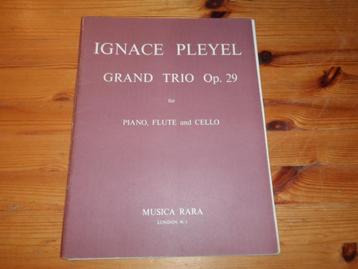 IGNACE PLEYEL
GRAND TRIO Op. 29
for
PIANO, FLUTE and CELLO
MUSICA RARA
LONDON W. 1